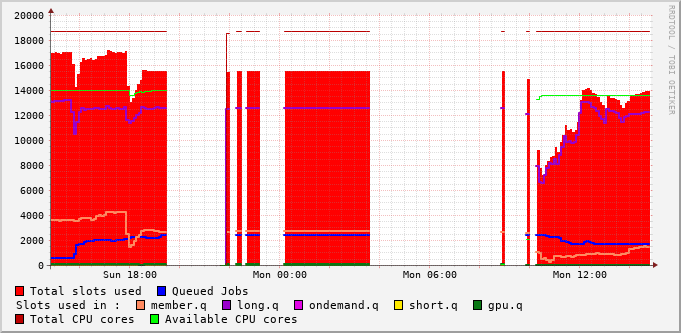 20000
18000
16000
14000
12000
10000
8000
6000
4000
2000
0
Sun 18:00 Mon 00:00 Mon 06:00 Mon 12:00
Total slots used Queued Jobs
Slots used in : member.q long.q ondemand.q short.q gpu.q
Total CPU cores Available CPU cores
RRDTOOL / TOBI OETIKER